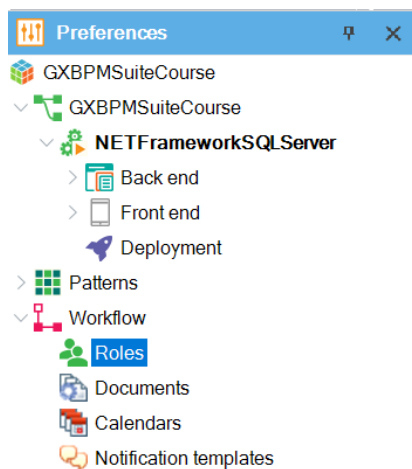 Preferences
GXBPMSuiteCourse
GXBPMSuiteCourse
NETFrameworkSQLServer
Back end
Front end
Deployment
Patterns
Workflow
Roles
Documents
Calendars
Notification templates